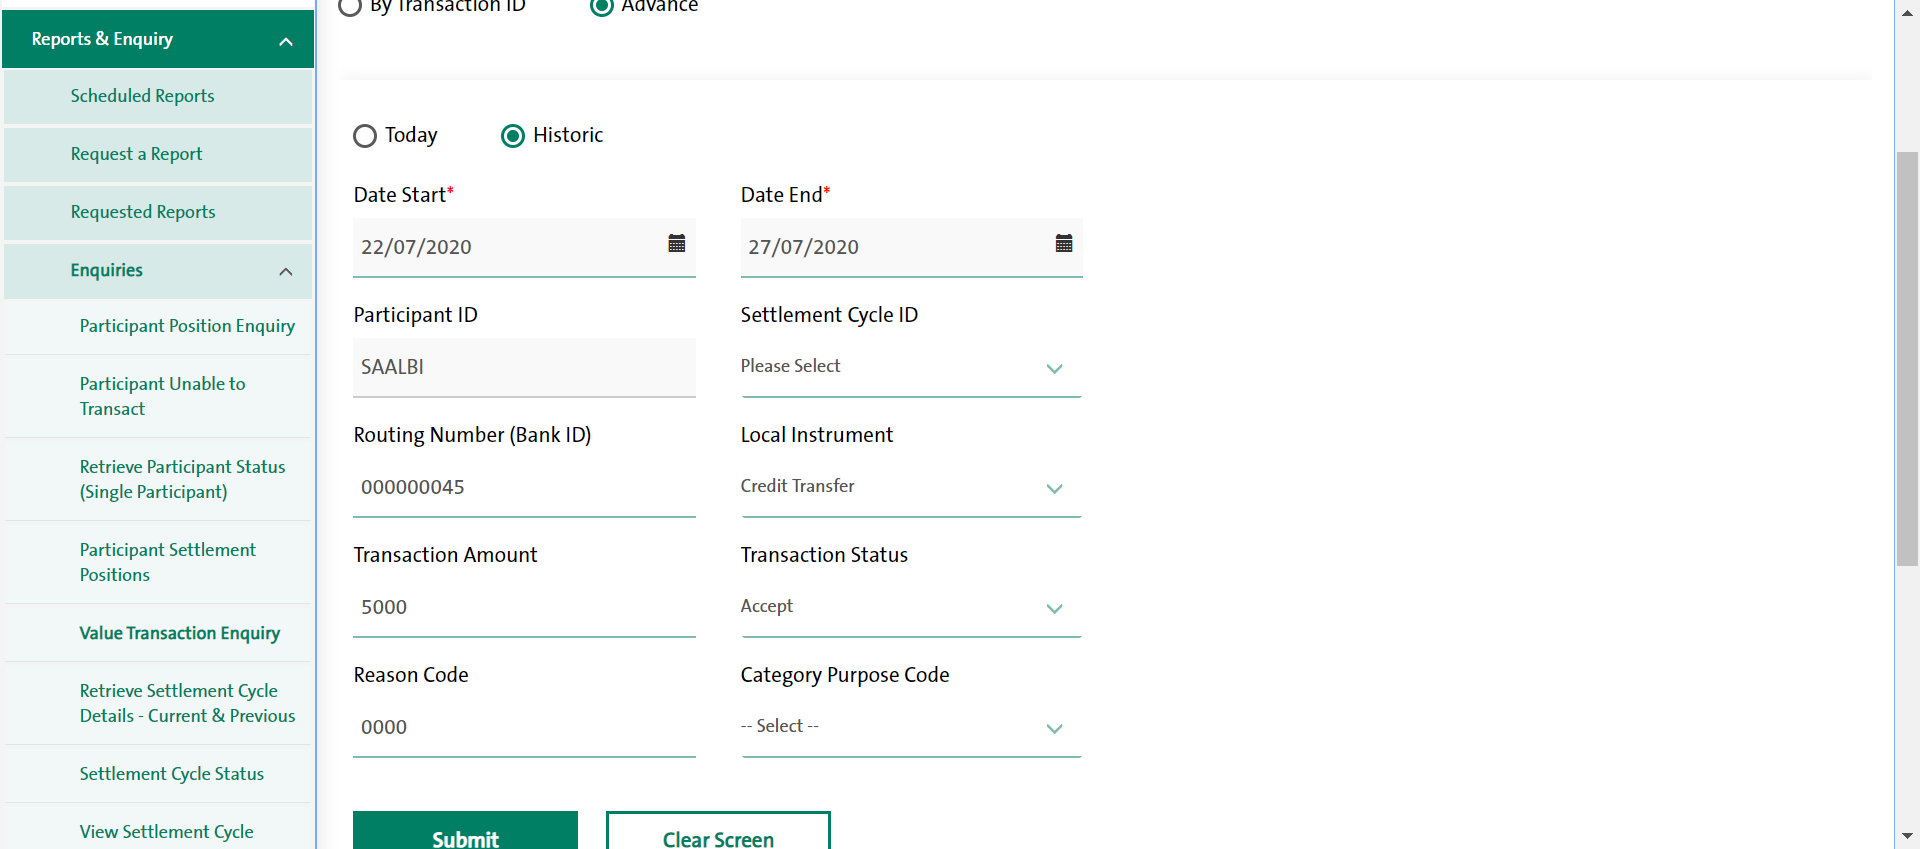 By Transaction ID
Advance
Reports & Enquiry
Scheduled Reports
Request a Report
Requested Reports
Enquiries
Participant Position Enquiry
Participant Unable to
Transact
Retrieve Participant Status
(Single Participant)
Participant Settlement
Positions
Value Transaction Enquiry
Retrieve Settlement Cycle
Details - Current & Previous
Settlement Cycle Status
View Settlement Cycle
Today
Historic
Date Start*
Date End*
22/07/2020
27/07/2020
Participant ID
Settlement Cycle ID
SAALBI
Please Select
Routing Number (Bank ID)
Local Instrument
000000045
Credit Transfer
Transaction Amount
Transaction Status
5000
Accept
Reason Code
Category Purpose Code
0000
-- Select --
Submit
Clear Screen